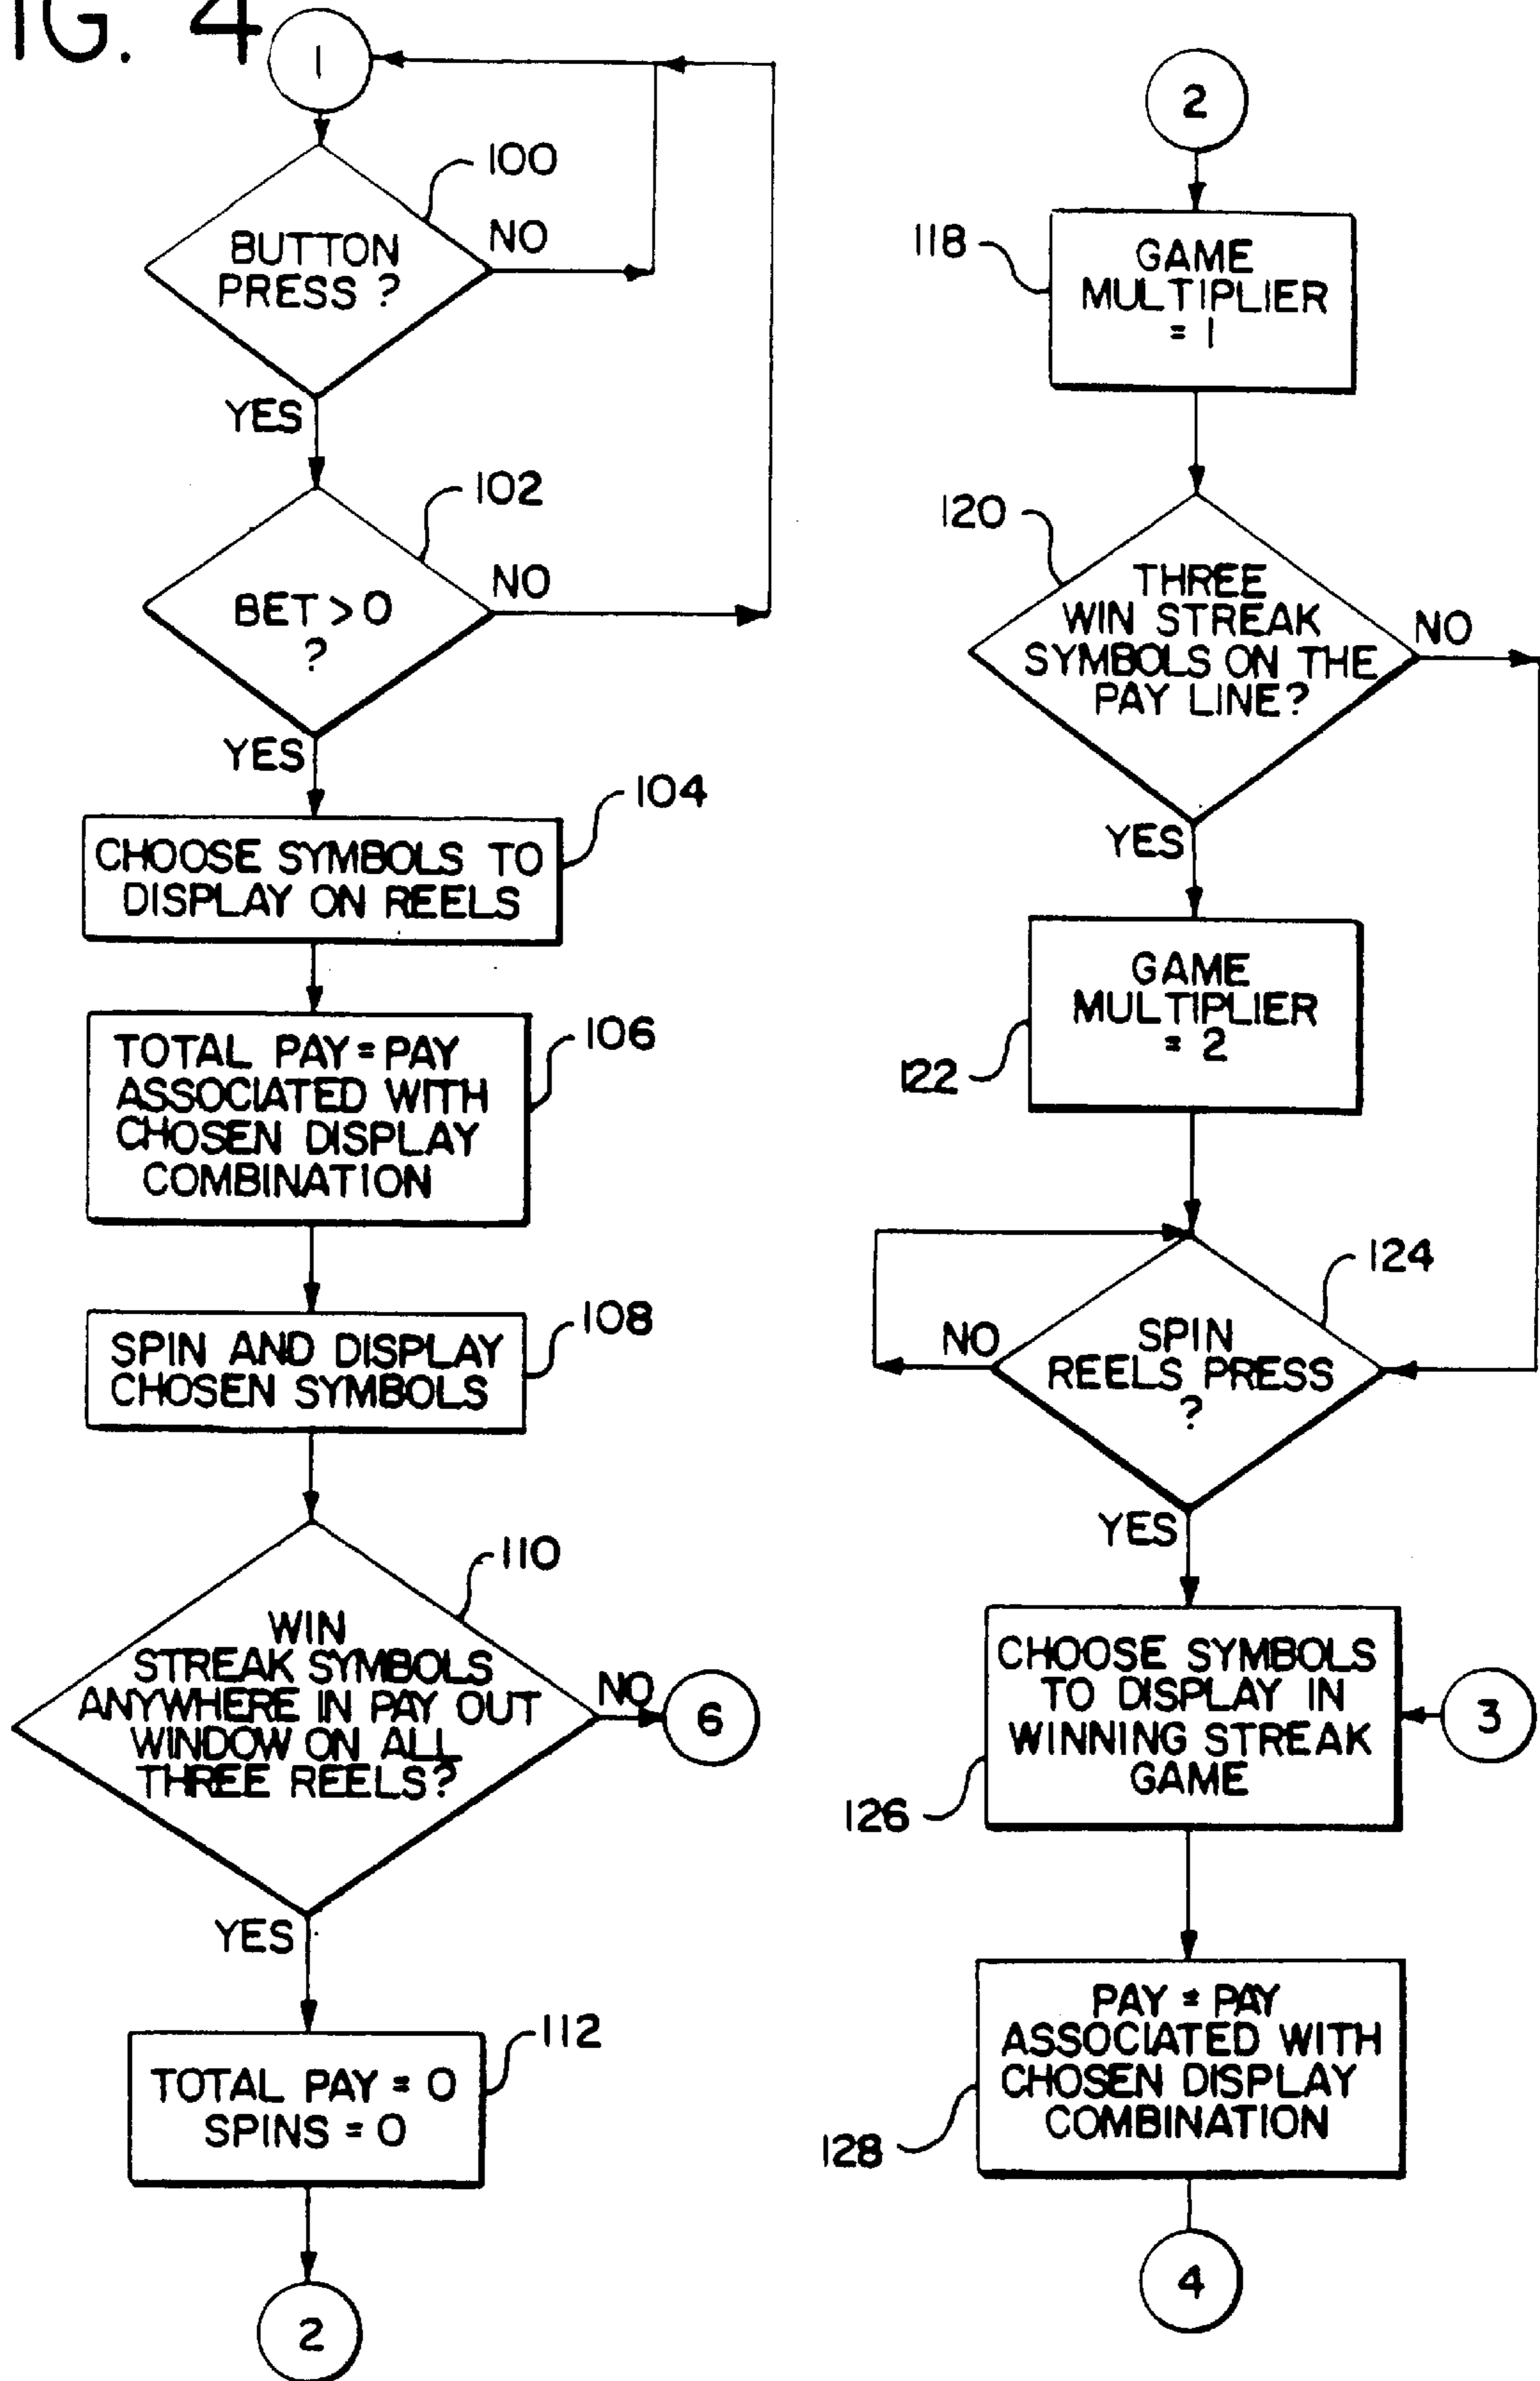 IG. 4
1
100
BUTTON
PRESS ?
NO
YES
102
BET > 0
?
NO
YES
104
CHOOSE SYMBOLS TO
DISPLAY ON REELS
106
TOTAL PAY = PAY
ASSOCIATED WITH
CHOSEN DISPLAY
COMBINATION
108
SPIN AND DISPLAY
CHOSEN SYMBOLS
110
WIN
STREAK SYMBOLS
ANYWHERE IN PAY OUT
WINDOW ON ALL
THREE REELS?
NO
6
YES
112
TOTAL PAY = 0
SPINS = 0
2
2
118
GAME
MULTIPLIER
= 1
120
THREE
WIN STREAK
SYMBOLS ON THE
PAY LINE?
NO
YES
GAME
MULTIPLIER
= 2
122
124
SPIN
REELS PRESS
?
NO
YES
CHOOSE SYMBOLS
TO DISPLAY IN
WINNING STREAK
GAME
3
126
PAY = PAY
ASSOCIATED WITH
CHOSEN DISPLAY
COMBINATION
128
4